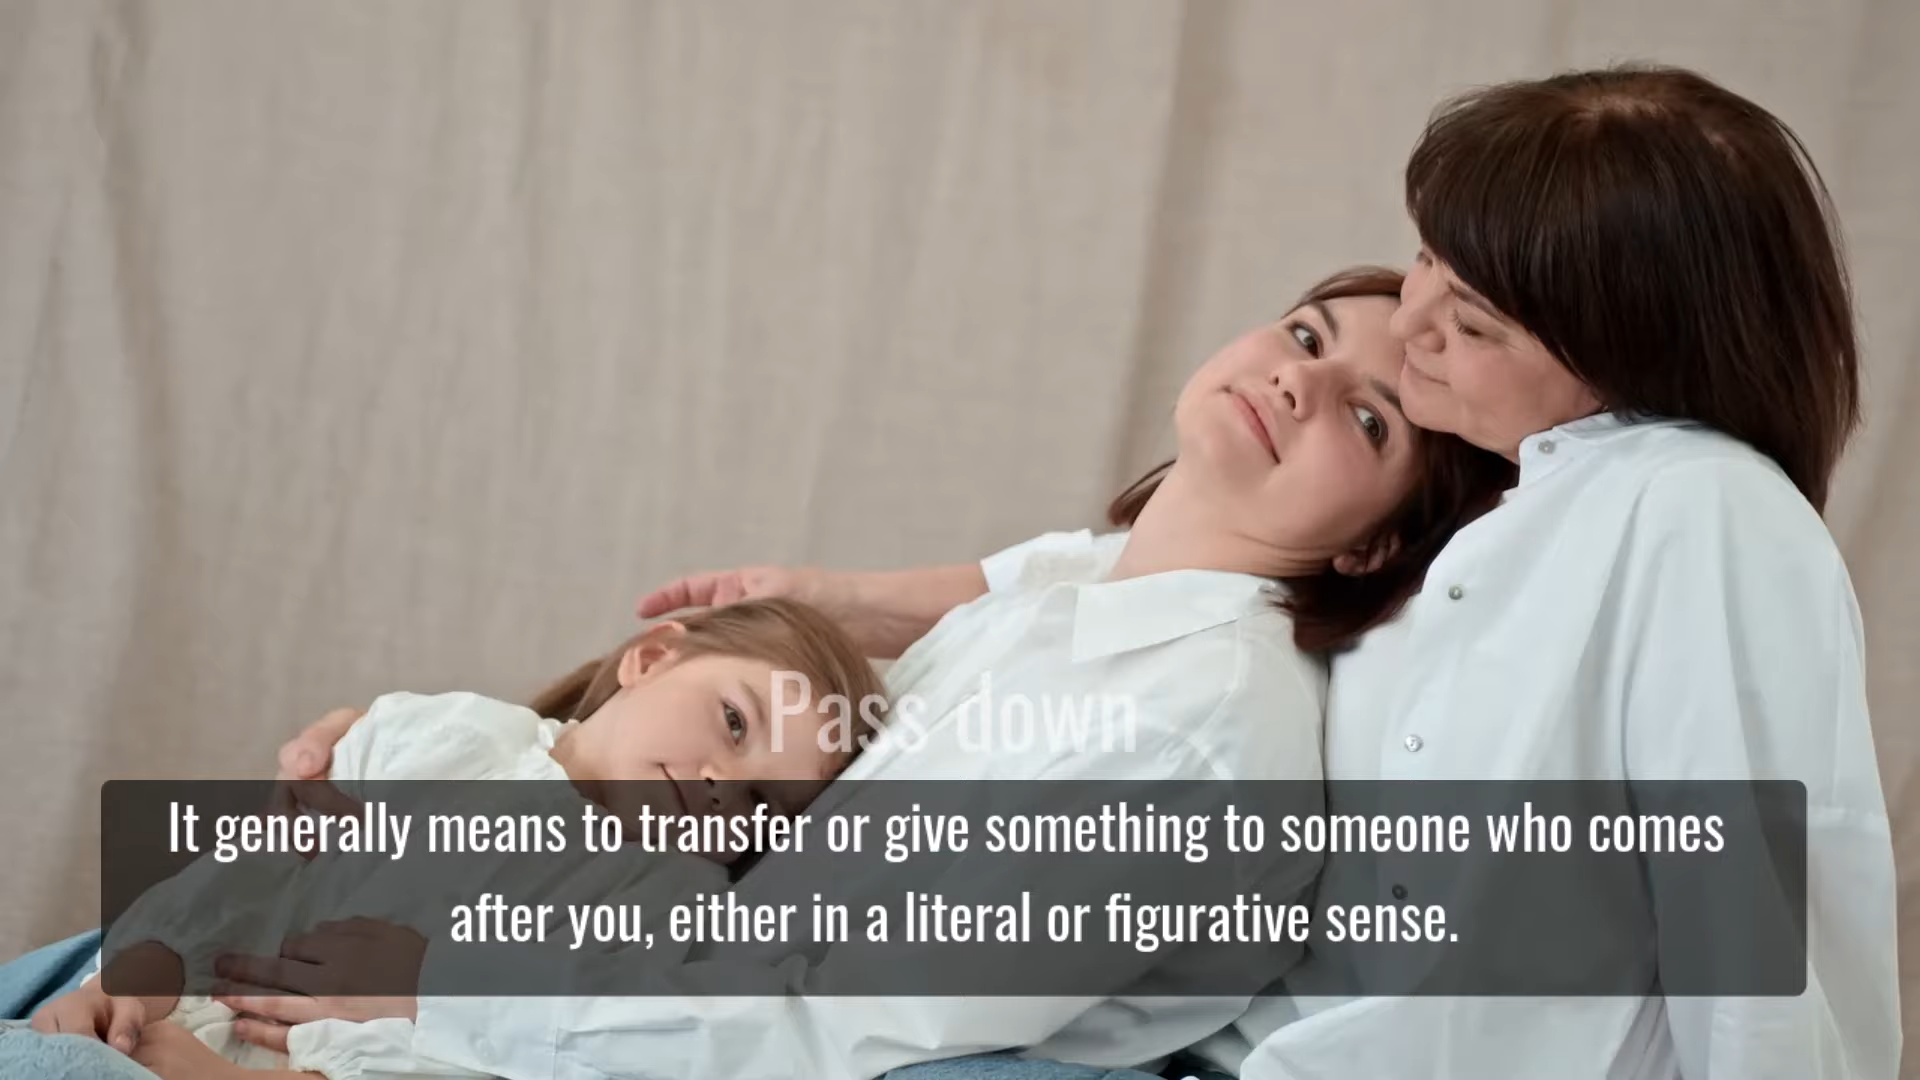 Pass down
It generally means to transfer or give something to someone who comes
after you, either in a literal or figurative sense.